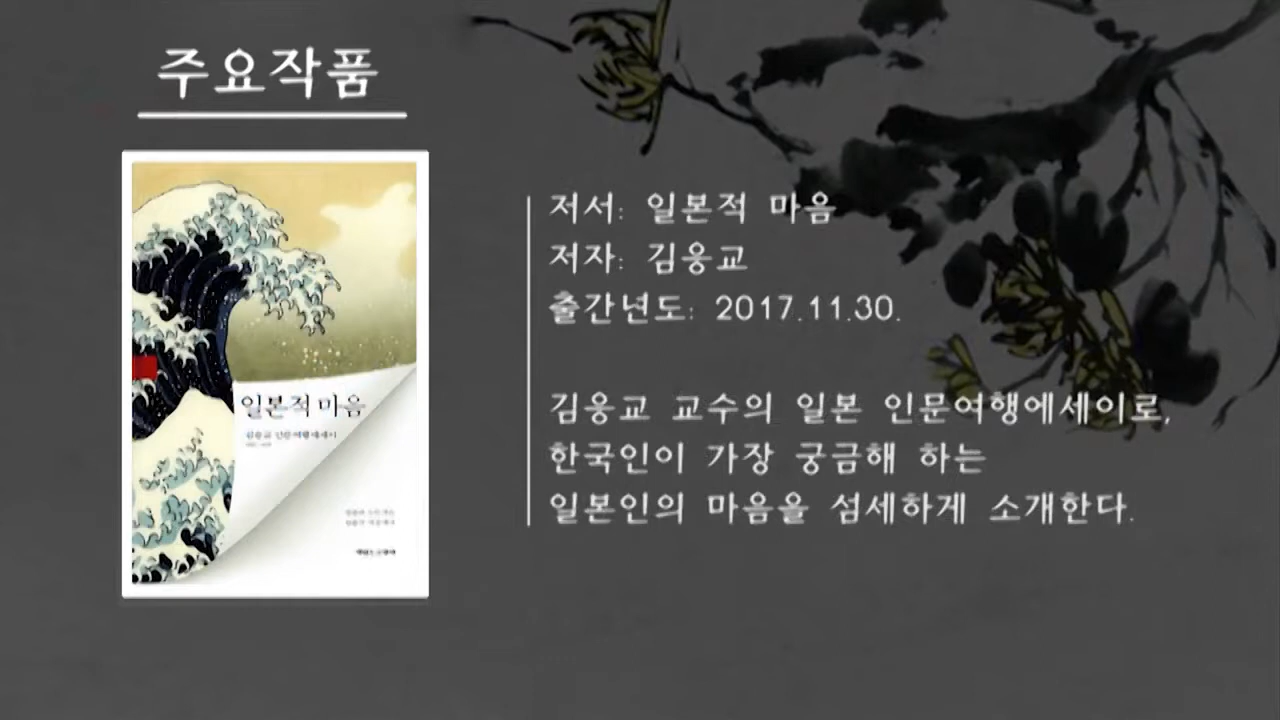 주요작품
일본적 마음
김응교 인문여행에세이
저서: 일본적 마음
저자: 김응교
출간년도: 2017.11.30.
김응교 교수의 일본 인문여행에세이로,
한국인이 가장 궁금해 하는
일본인의 마음을 섬세하게 소개한다.